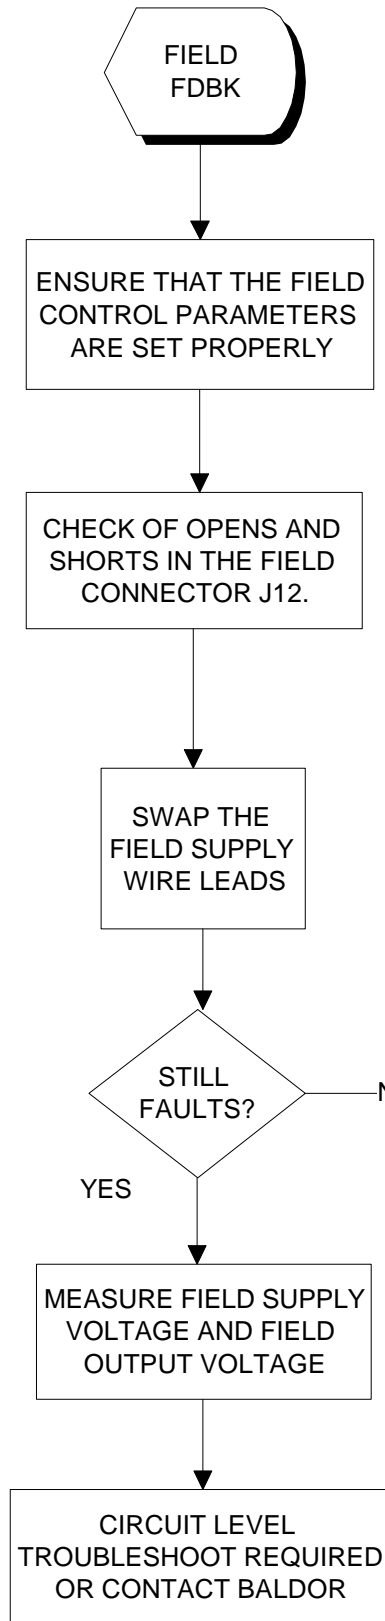 FIELD
FDBK
ENSURE THAT THE FIELD
CONTROL PARAMETERS
ARE SET PROPERLY
CHECK OF OPENS AND
SHORTS IN THE FIELD
CONNECTOR J12.
SWAP THE
FIELD SUPPLY
WIRE LEADS
STILL
FAULTS?
YES
MEASURE FIELD SUPPLY
VOLTAGE AND FIELD
OUTPUT VOLTAGE
CIRCUIT LEVEL
TROUBLESHOOT REQUIRED
OR CONTACT BALDOR